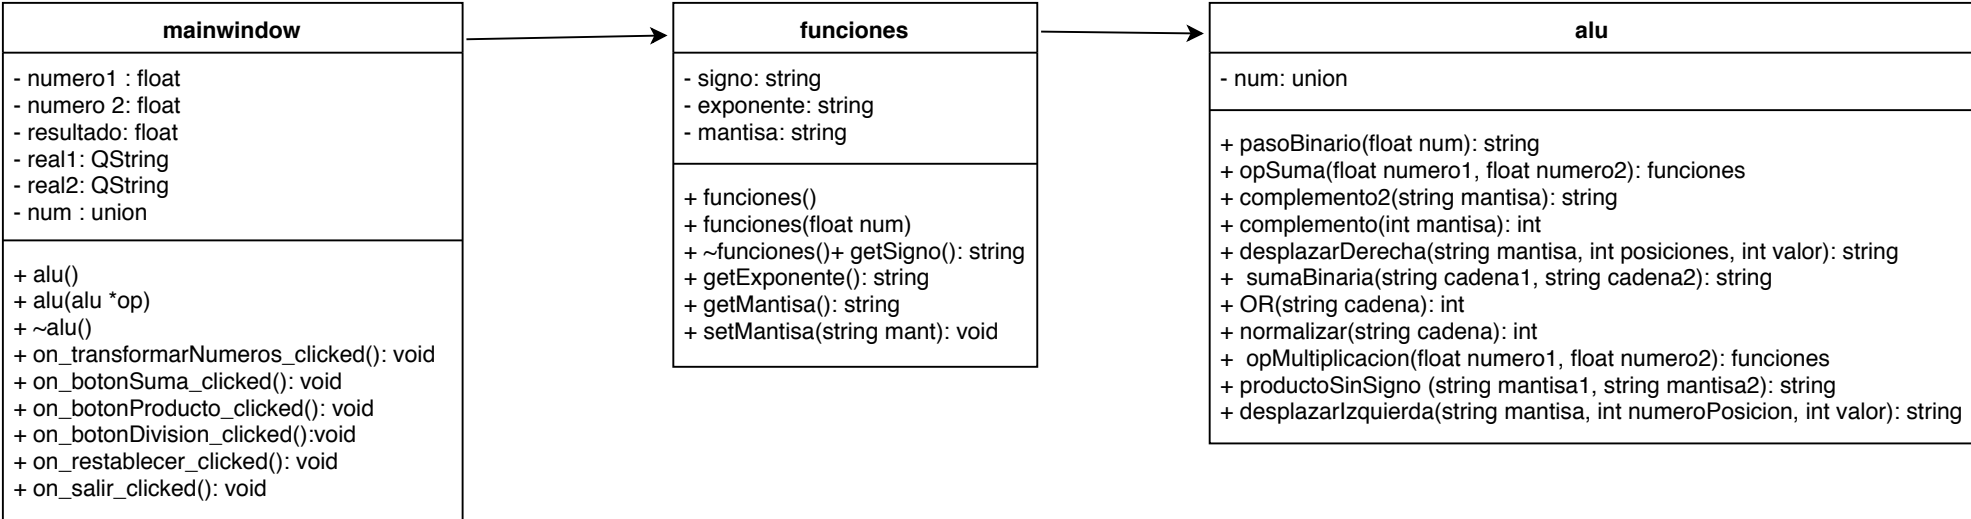 mainwindow
- numero1 : float
- numero 2: float
- resultado: float
- real1: QString
- real2: QString
- num : union
+ alu()
+ alu(alu *op)
+ ~alu()
+ on_transformarNumeros_clicked(): void
+ on_botonSuma_clicked(): void
+ on_botonProducto_clicked(): void
+ on_botonDivision_clicked():void
+ on_restablecer_clicked(): void
+ on_salir_clicked(): void
funciones
- signo: string
- exponente: string
- mantisa: string
+ funciones()
+ funciones(float num)
+ ~funciones()+ getSigno(): string
+ getExponente(): string
+ getMantisa(): string
+ setMantisa(string mant): void
alu
- num: union
+ pasoBinario(float num): string
+ opSuma(float numero1, float numero2): funciones
+ complemento2(string mantisa): string
+ complemento(int mantisa): int
+ desplazarDerecha(string mantisa, int posiciones, int valor): string
+  sumaBinaria(string cadena1, string cadena2): string
+ OR(string cadena): int
+ normalizar(string cadena): int
+  opMultiplicacion(float numero1, float numero2): funciones
+ productoSinSigno (string mantisa1, string mantisa2): string
+ desplazarIzquierda(string mantisa, int numeroPosicion, int valor): string